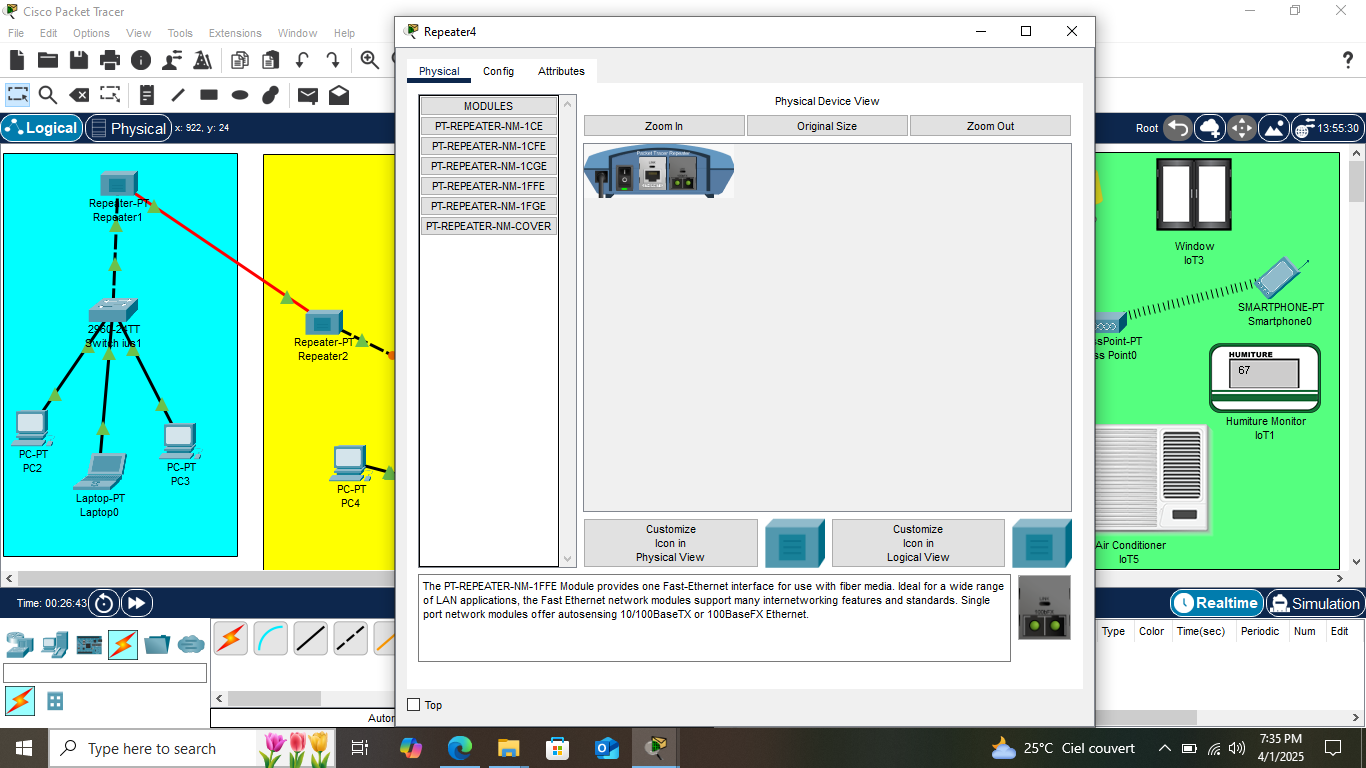 Cisco Packet Tracer
File Edit Options View Tools Extensions Window Help
Logical
Physical
x: 922, y: 24
Root
13:55:30
Repeater-PT
Repeater1
2960-24TT
Switch ius1
PC-PT
PC2
Laptop-PT
Laptop0
PC-PT
PC3
Repeater-PT
Repeater2
PC-PT
PC4
Repeater4
Physical Config Attributes
MODULES
PT-REPEATER-NM-1CE
PT-REPEATER-NM-1CFE
PT-REPEATER-NM-1CGE
PT-REPEATER-NM-1FFE
PT-REPEATER-NM-1FGE
PT-REPEATER-NM-COVER
Physical Device View
Zoom In
Original Size
Zoom Out
Packet Tracer Repeater
Customize
Icon in
Physical View
Customize
Icon in
Logical View
The PT-REPEATER-NM-1FFE Module provides one Fast-Ethernet interface for use with fiber media. Ideal for a wide range
of LAN applications, the Fast Ethernet network modules support many internetworking features and standards. Single
port network modules offer autosensing 10/100BaseTX or 100BaseFX Ethernet.
Top
Window
IoT3
SMARTPHONE-PT
Smartphone0
ssPoint-PT
ss Point0
HUMITURE
67
Humiture Monitor
IoT1
Air Conditioner
IoT5
Time: 00:26:43
Realtime
Simulation
Type Color Time(sec) Periodic Num Edit
Autor
Type here to search
25°C Ciel couvert
7:35 PM
4/1/2025